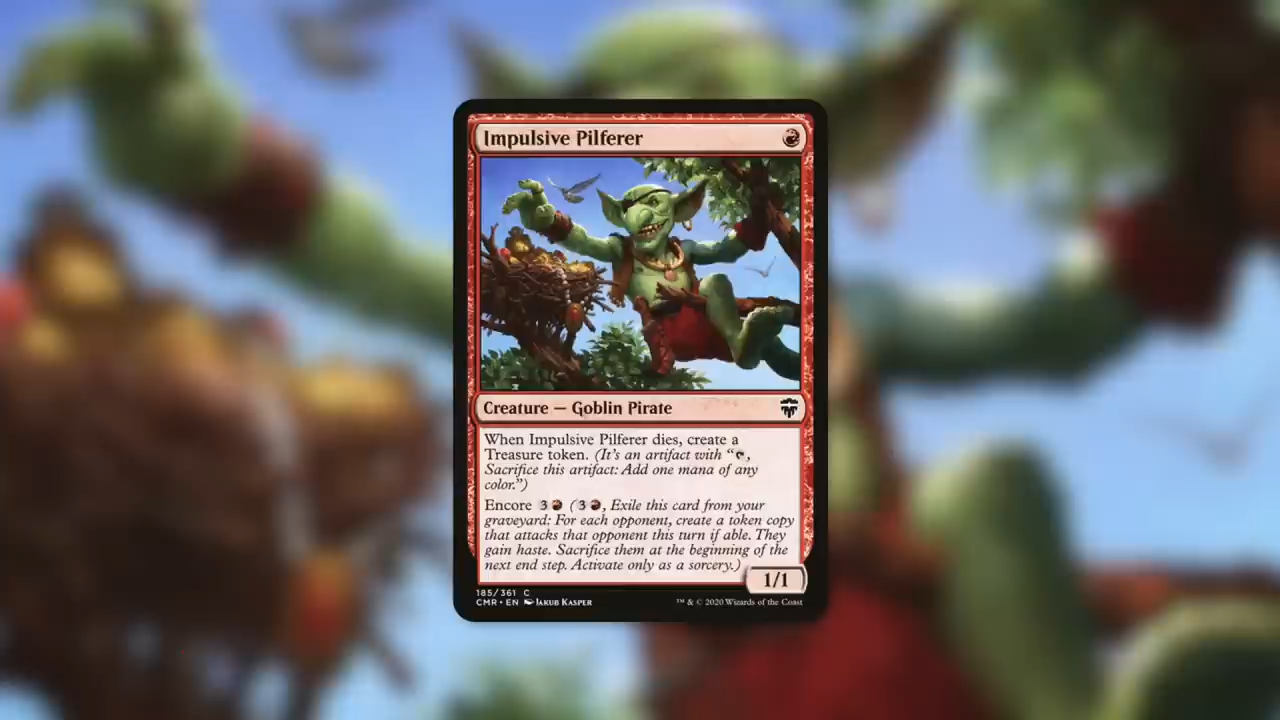 Impulsive Pilferer
Creature — Goblin Pirate
When Impulsive Pilferer dies, create a
Treasure token. (It's an artifact with “,
Sacrifice this artifact: Add one mana of any
color.”)
Encore 3 (3, Exile this card from your
graveyard: For each opponent, create a token copy
that attacks that opponent this turn if able. They
gain haste. Sacrifice them at the beginning of the
next end step. Activate only as a sorcery.)
1/1
185/361 C
CMR • EN Jakub Kasper
™ & © 2020 Wizards of the Coast